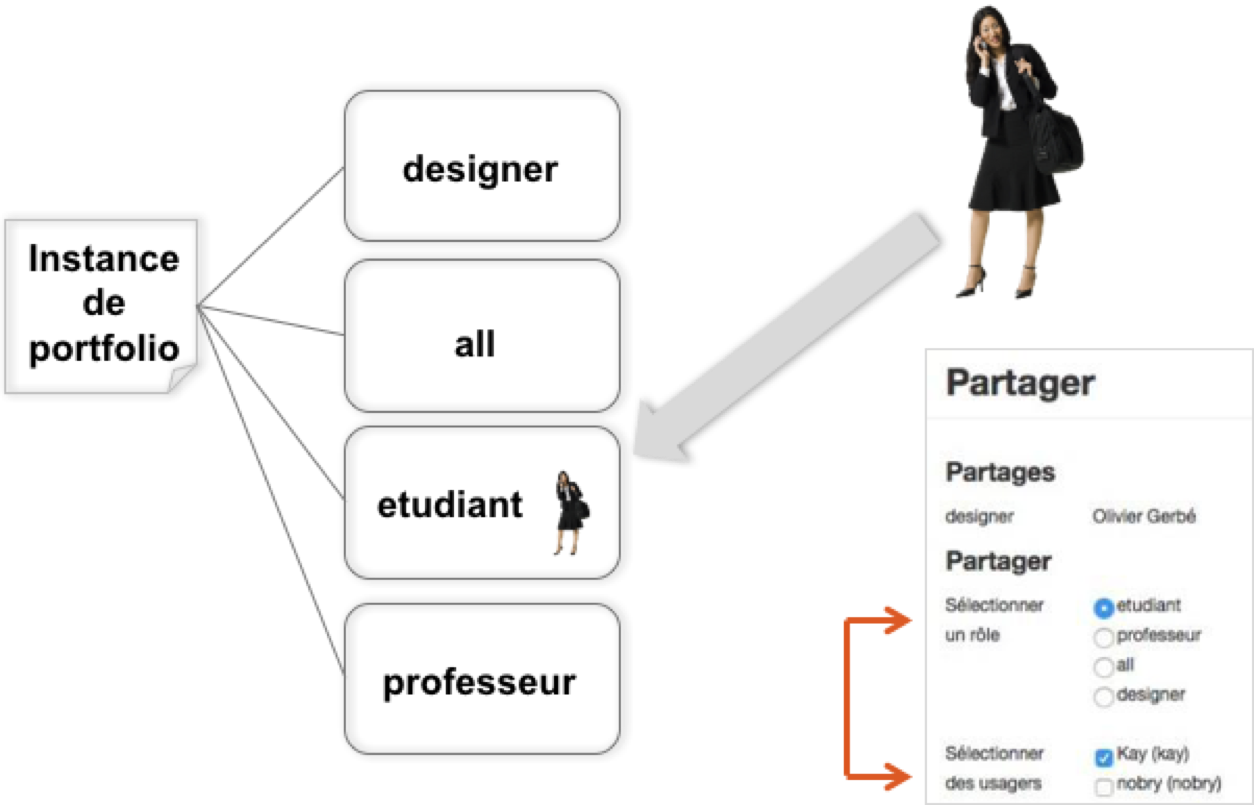 Instance
de
portfolio
designer
all
etudiant
professeur
Partager
Partages
designer Olivier Gerbé
Partager
Sélectionner etudiant
un rôle professeur
all
designer
Sélectionner Kay (kay)
des usagers nobry (nobry)